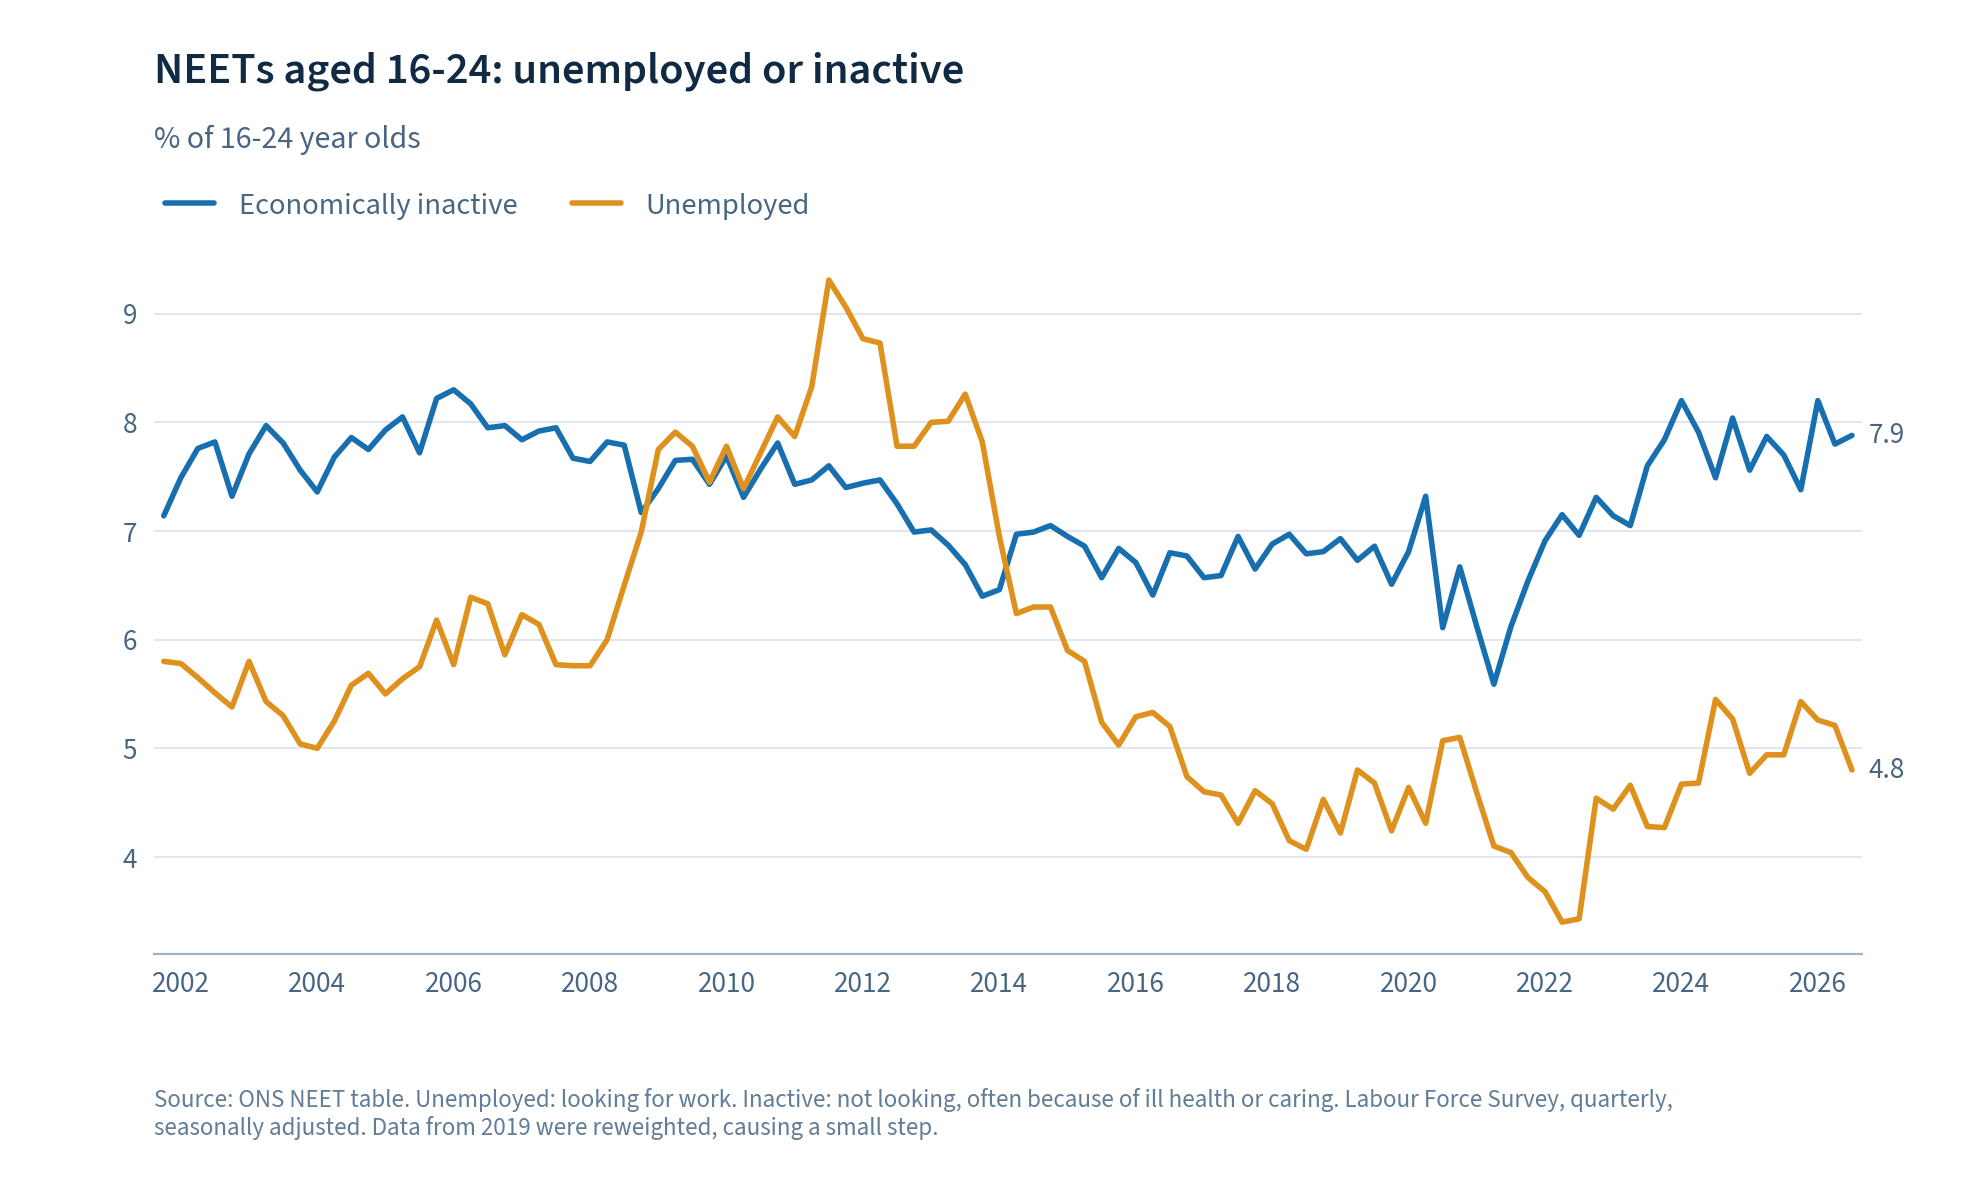 NEETs aged 16-24: unemployed or inactive
% of 16-24 year olds
Economically inactive
Unemployed
9
8
7
6
5
4
7.9
4.8
2002 2004 2006 2008 2010 2012 2014 2016 2018 2020 2022 2024 2026
Source: ONS NEET table. Unemployed: looking for work. Inactive: not looking, often because of ill health or caring. Labour Force Survey, quarterly,
seasonally adjusted. Data from 2019 were reweighted, causing a small step.